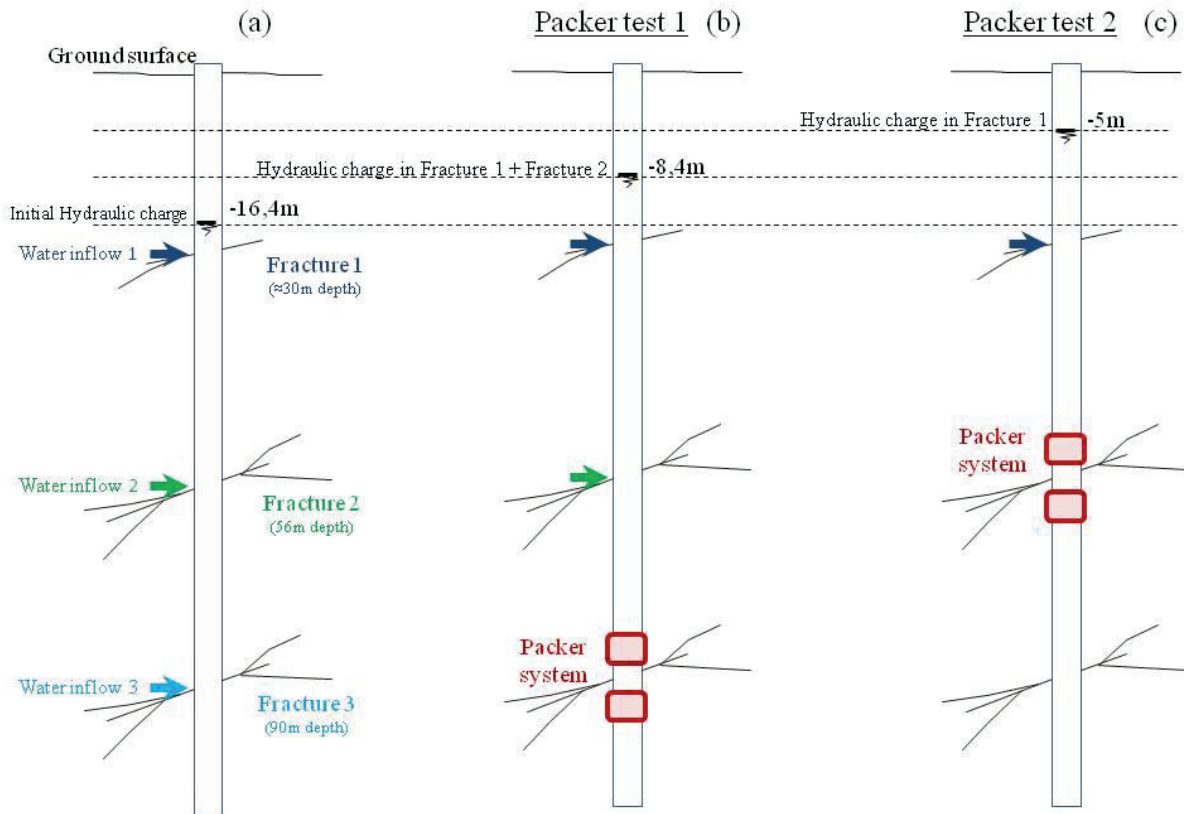 (a)
Packer test 1 (b)
Packer test 2 (c)
Ground surface
Hydraulic charge in Fracture 1 -5m
Hydraulic charge in Fracture 1 + Fracture 2 -8,4m
Initial Hydraulic charge -16,4m
Water inflow 1
Fracture 1
(≈30m depth)
Water inflow 2
Fracture 2
(56m depth)
Packer
system
Water inflow 3
Fracture 3
(90m depth)
Packer
system